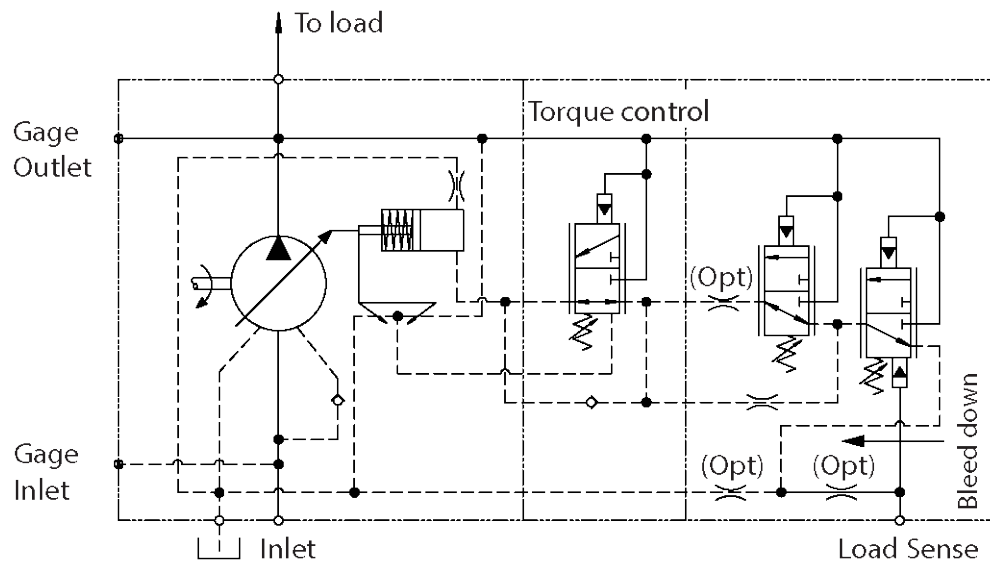 To load
Torque control
Gage
Outlet
(Opt)
Gage
Inlet
(Opt)
(Opt)
Bleed down
Inlet
Load Sense